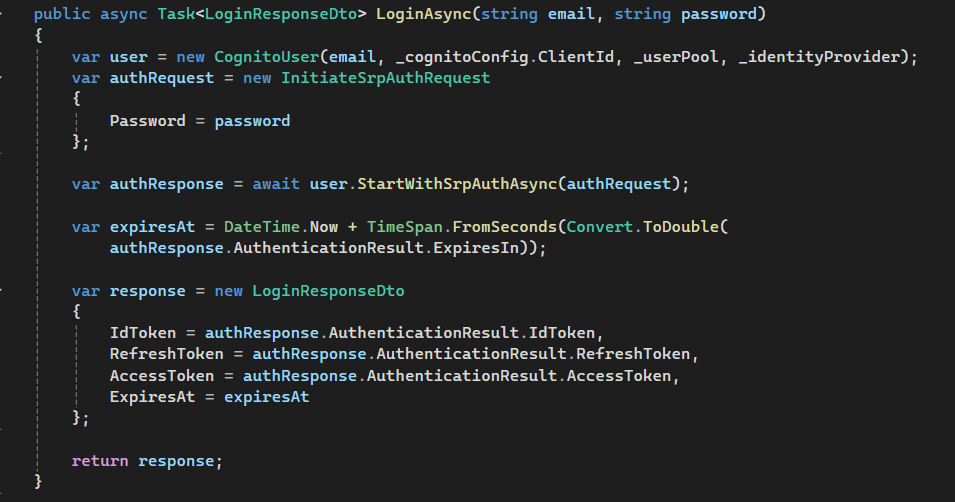 public async Task<LoginResponseDto> LoginAsync(string email, string password)
{
var user = new CognitoUser(email, _cognitoConfig.ClientId, _userPool, _identityProvider);
var authRequest = new InitiateSrpAuthRequest
{
Password = password
};
var authResponse = await user.StartWithSrpAuthAsync(authRequest);
var expiresAt = DateTime.Now + TimeSpan.FromSeconds(Convert.ToDouble(
authResponse.AuthenticationResult.ExpiresIn));
var response = new LoginResponseDto
{
IdToken = authResponse.AuthenticationResult.IdToken,
RefreshToken = authResponse.AuthenticationResult.RefreshToken,
AccessToken = authResponse.AuthenticationResult.AccessToken,
ExpiresAt = expiresAt
};
return response;
}